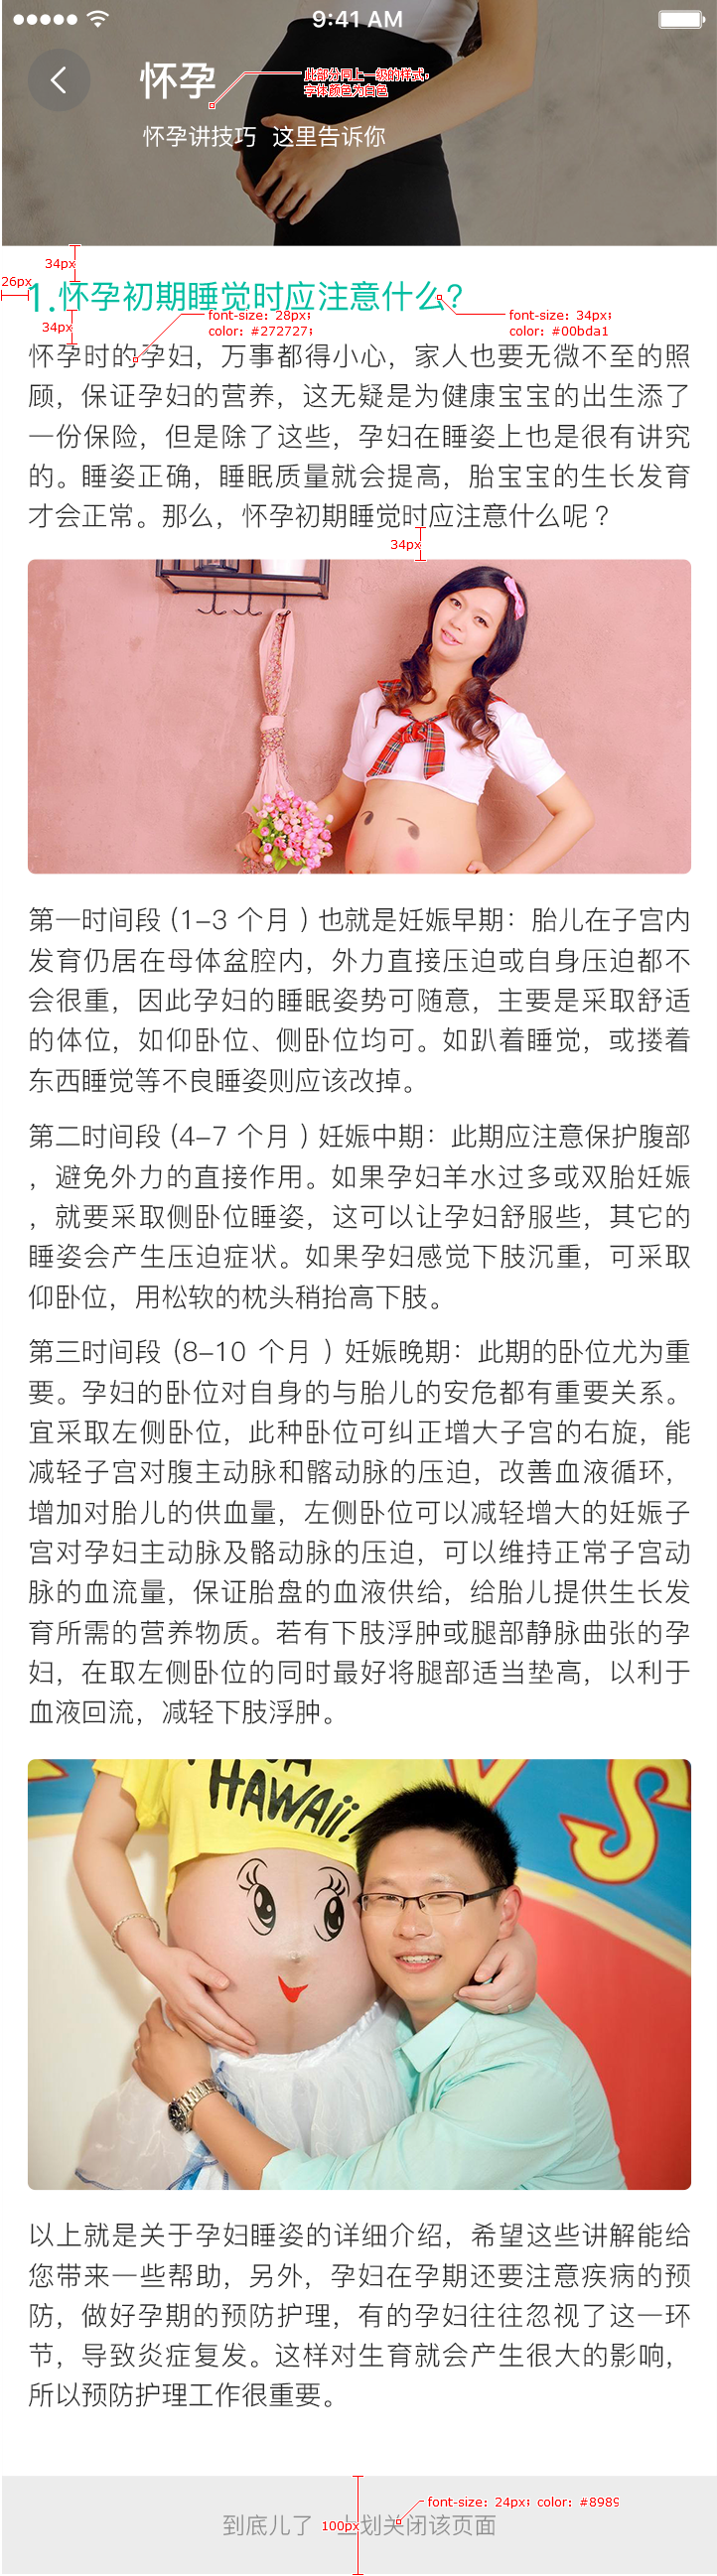 9:41 AM
怀孕
此部分同上一级的样式，
字体颜色为白色
怀孕讲技巧 这里告诉你
34px
26px
1.怀孕初期睡觉时应注意什么？
34px
font-size: 28px;
color: #272727;
font-size: 34px;
color: #00bda1
怀孕时的孕妇，万事都得小心，家人也要无微不至的照
顾，保证孕妇的营养，这无疑是为健康宝宝的出生添了
一份保险，但是除了这些，孕妇在睡姿上也是很有讲究
的。睡姿正确，睡眠质量就会提高，胎宝宝的生长发育
才会正常。那么，怀孕初期睡觉时应注意什么呢？
34px
第一时间段（1-3 个月）也就是妊娠早期：胎儿在子宫内
发育仍居在母体盆腔内，外力直接压迫或自身压迫都不
会很重，因此孕妇的睡眠姿势可随意，主要是采取舒适
的体位，如仰卧位、侧卧位均可。如趴着睡觉，或搂着
东西睡觉等不良睡姿则应该改掉。
第二时间段（4-7 个月）妊娠中期：此期应注意保护腹部
，避免外力的直接作用。如果孕妇羊水过多或双胎妊娠
，就要采取侧卧位睡姿，这可以让孕妇舒服些，其它的
睡姿会产生压迫症状。如果孕妇感觉下肢沉重，可采取
仰卧位，用松软的枕头稍抬高下肢。
第三时间段（8-10 个月）妊娠晚期：此期的卧位尤为重
要。孕妇的卧位对自身的与胎儿的安危都有重要关系。
宜采取左侧卧位，此种卧位可纠正增大子宫的右旋，能
减轻子宫对腹主动脉和髂动脉的压迫，改善血液循环，
增加对胎儿的供血量，左侧卧位可以减轻增大的妊娠子
宫对孕妇主动脉及骼动脉的压迫，可以维持正常子宫动
脉的血流量，保证胎盘的血液供给，给胎儿提供生长发
育所需的营养物质。若有下肢浮肿或腿部静脉曲张的孕
妇，在取左侧卧位的同时最好将腿部适当垫高，以利于
血液回流，减轻下肢浮肿。
HAWAII!
以上就是关于孕妇睡姿的详细介绍，希望这些讲解能给
您带来一些帮助，另外，孕妇在孕期还要注意疾病的预
防，做好孕期的预防护理，有的孕妇往往忽视了这一环
节，导致炎症复发。这样对生育就会产生很大的影响，
所以预防护理工作很重要。
font-size: 24px; color: #8989
到底儿了 上划关闭该页面
100px